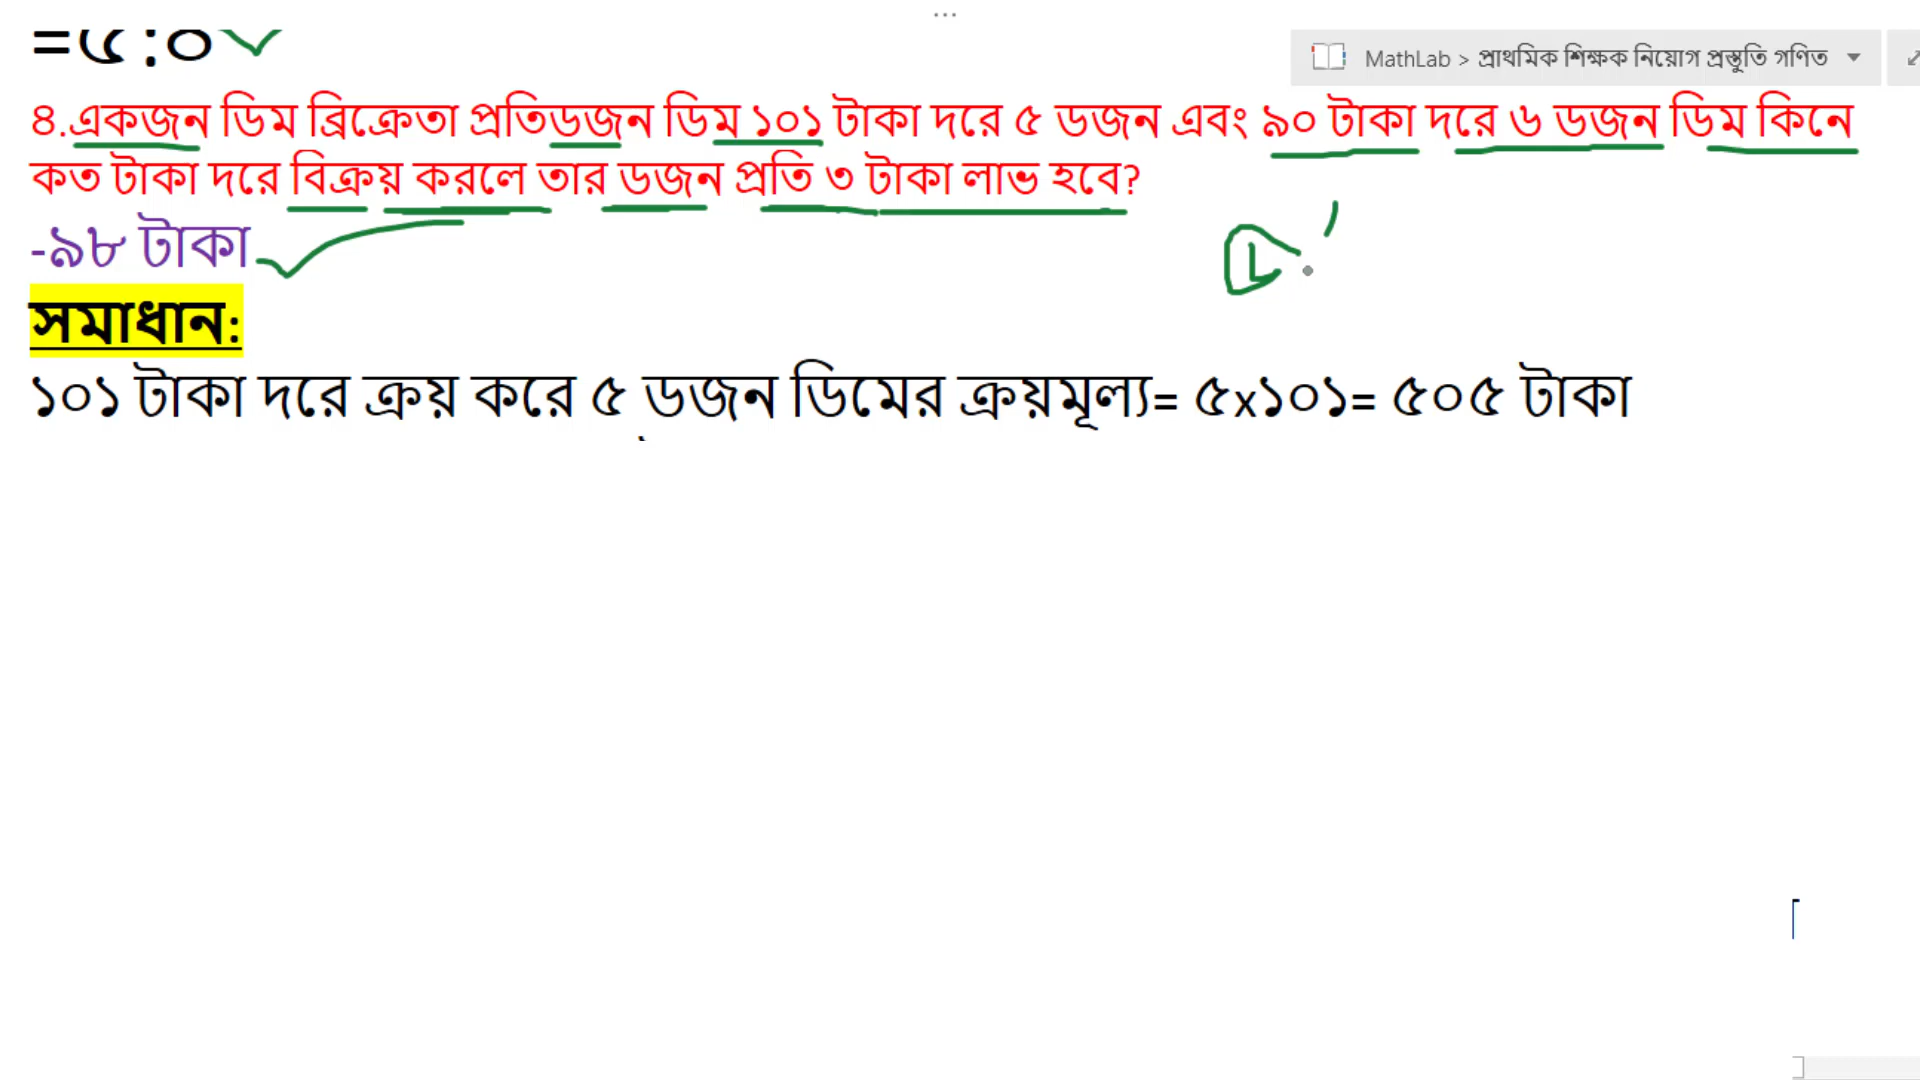 =৫:০
MathLab > প্রাথমিক শিক্ষক নিয়োগ প্রস্তুতি গণিত
৪.একজন ডিম ব্রিক্রেতা প্রতিডজন ডিম ১০১ টাকা দরে ৫ ডজন এবং ৯০ টাকা দরে ৬ ডজন ডিম কিনে
কত টাকা দরে বিক্রয় করলে তার ডজন প্রতি ৩ টাকা লাভ হবে?
-৯৮ টাকা
সমাধান:
১০১ টাকা দরে ক্রয় করে ৫ ডজন ডিমের ক্রয়মূল্য= ৫x১০১= ৫০৫ টাকা